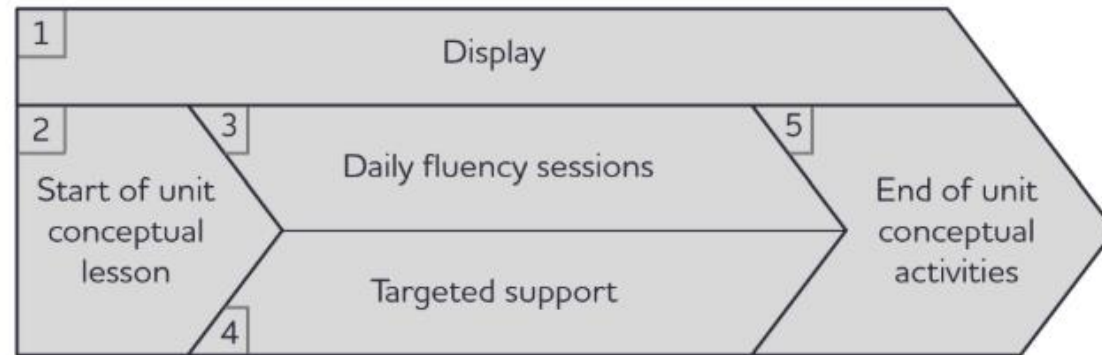 1
Display
2
Start of unit
conceptual
lesson
3
Daily fluency sessions
4
Targeted support
5
End of unit
conceptual
activities